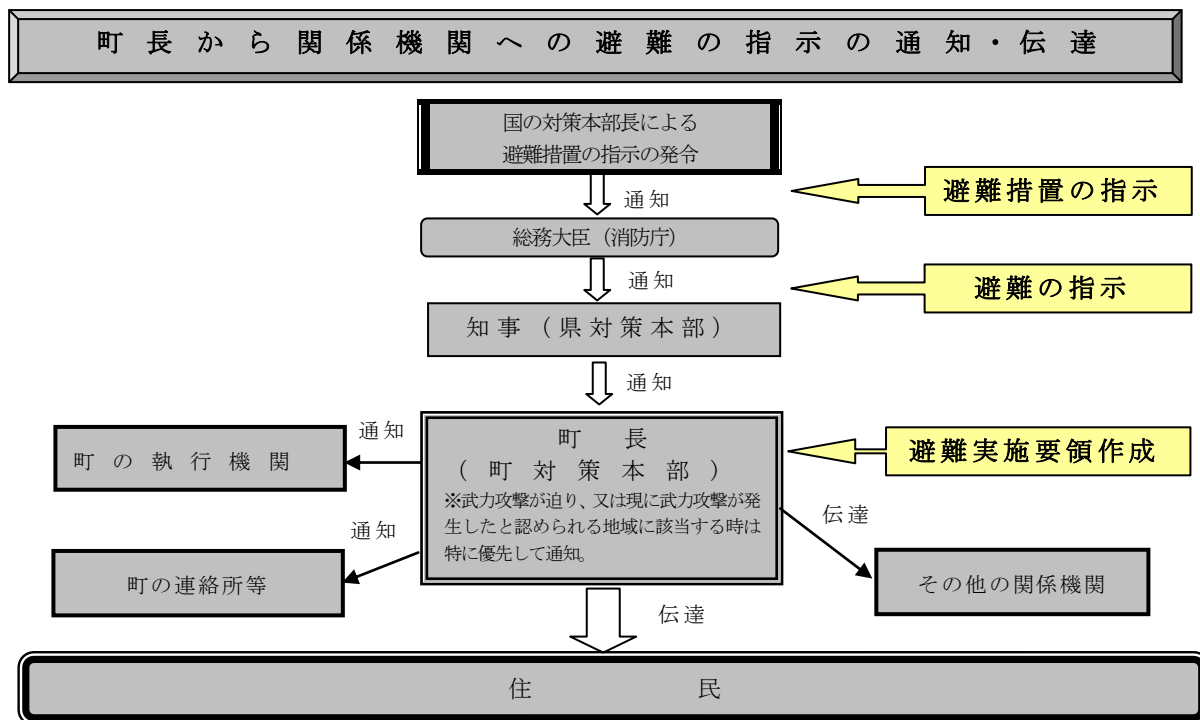 町長から関係機関への避難の指示の通知・伝達
国の対策本部長による
避難措置の指示の発令
通知
避難措置の指示
総務大臣（消防庁）
通知
避難の指示
知事（県対策本部）
通知
町長
（町対策本部）
※武力攻撃が迫り、又は現に武力攻撃が発
生したと認められる地域に該当する時は
特に優先して通知。
避難実施要領作成
通知
町の執行機関
通知
町の連絡所等
伝達
その他の関係機関
伝達
住民